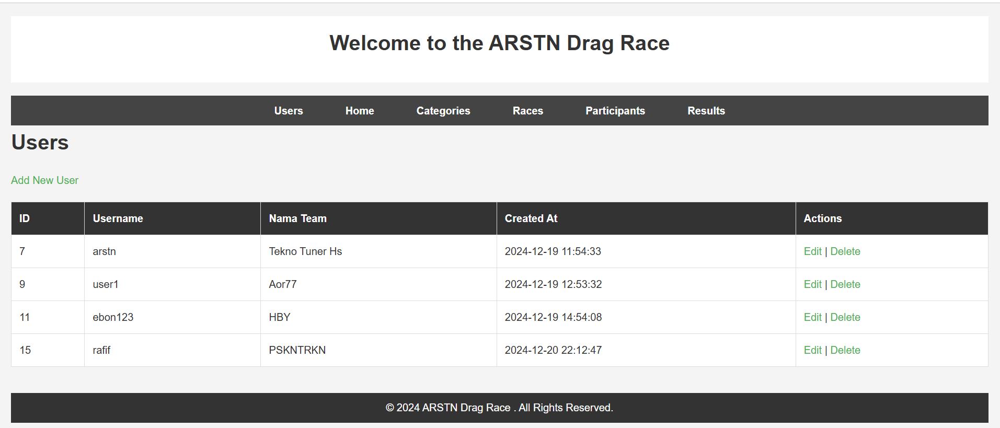 Welcome to the ARSTN Drag Race
Users Home Categories Races Participants Results
Users
Add New User
ID Username Nama Team Created At Actions
7 arstn Tekno Tuner Hs 2024-12-19 11:54:33 Edit | Delete
9 user1 Aor77 2024-12-19 12:53:32 Edit | Delete
11 ebon123 HBY 2024-12-19 14:54:08 Edit | Delete
15 rafif PSKNTRKN 2024-12-20 22:12:47 Edit | Delete
© 2024 ARSTN Drag Race . All Rights Reserved.